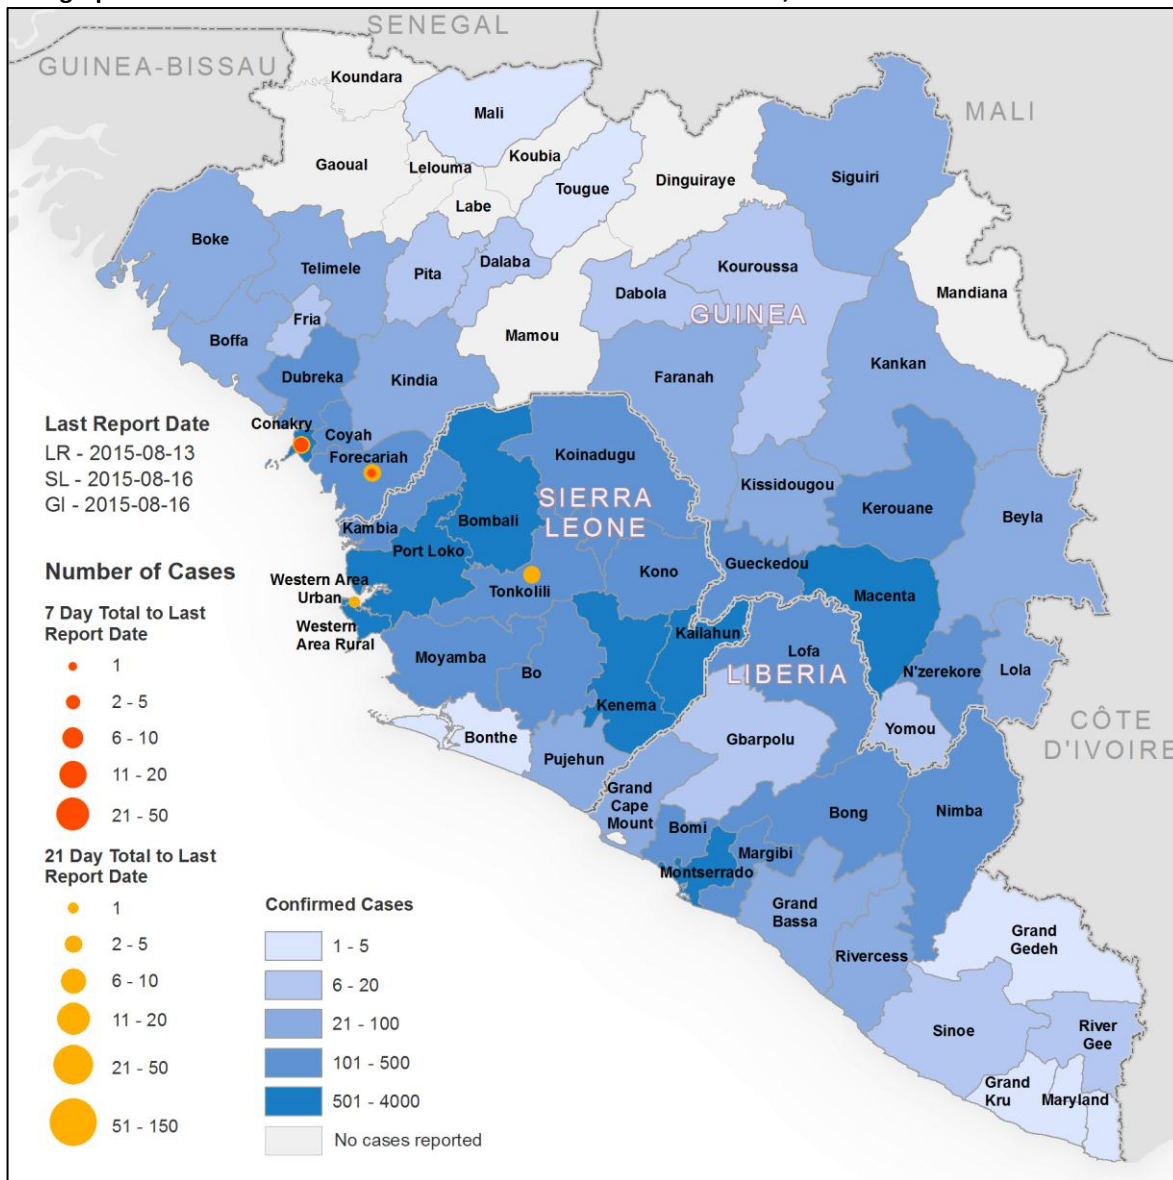 SENEGAL
GUINEA-BISSAU
MALI
Koundara
Mali
Gaoual
Lelouma
Koubia
Labe
Tougue
Dinguiraye
Siguiri
Boke
Telimele
Pita
Dalaba
Kouroussa
Dabola
Mandiana
GUINEA
Fria
Boffa
Mamou
Dubreka
Kindia
Faranah
Kankan
Conakry
Coyah
Forecariah
Koinadugu
Kissidougou
Kerouane
Beyla
SIERRA
LEONE
Kambia
Bombali
Port Loko
Kono
Gueckedou
Macenta
Western Area
Urban
Tonkolili
Western
Area Rural
Kailahun
Lofa
Moyamba
Bo
LIBERIA
N'zerekore
Lola
Kenema
Yomou
CÔTE
D'IVOIRE
Bonthe
Gbarpolu
Pujehun
Grand
Cape
Mount
Bong
Nimba
Bomi
Margibi
Montserrado
Grand
Bassa
Rivercess
Grand
Gedeh
Sinoe
River
Gee
Grand
Kru
Maryland
Last Report Date
LR - 2015-08-13
SL - 2015-08-16
GI - 2015-08-16
Number of Cases
7 Day Total to Last
Report Date
1
2 - 5
6 - 10
11 - 20
21 - 50
21 Day Total to Last
Report Date
1
2 - 5
6 - 10
11 - 20
21 - 50
51 - 150
Confirmed Cases
1 - 5
6 - 20
21 - 100
101 - 500
501 - 4000
No cases reported